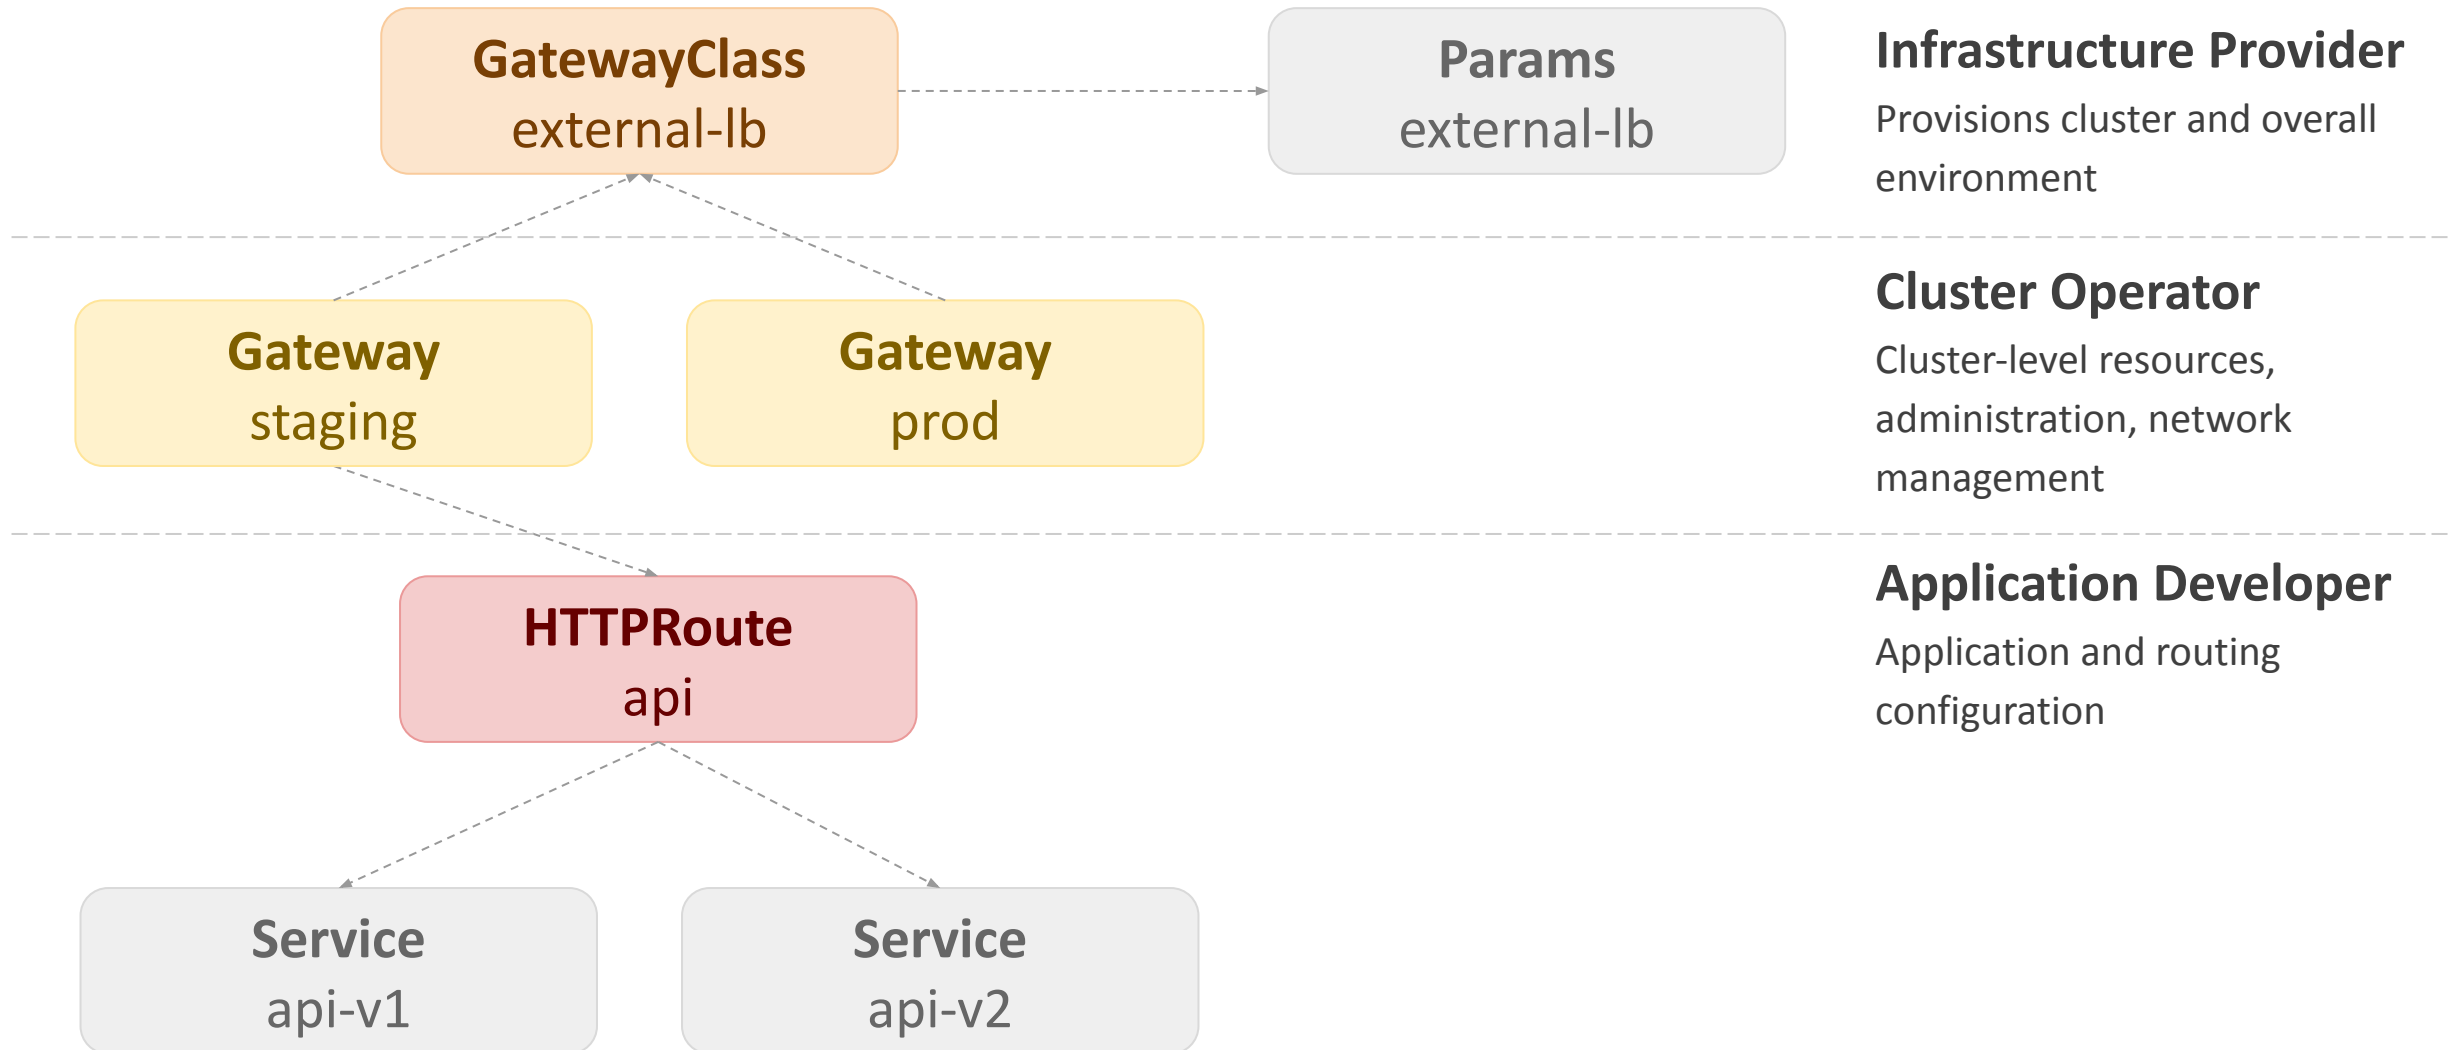 GatewayClass
external-lb
Params
external-lb
Infrastructure Provider
Provisions cluster and overall
environment
Gateway
staging
Gateway
prod
Cluster Operator
Cluster-level resources,
administration, network
management
HTTPRoute
api
Application Developer
Application and routing
configuration
Service
api-v1
Service
api-v2